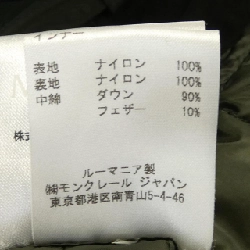 インナー
表地 ナイロン 100%
裏地 ナイロン 100%
中綿 ダウン 90%
フェザー 10%
株式
ルーマニア製
㈱モンクレール ジャパン
東京都港区南青山5-4-46